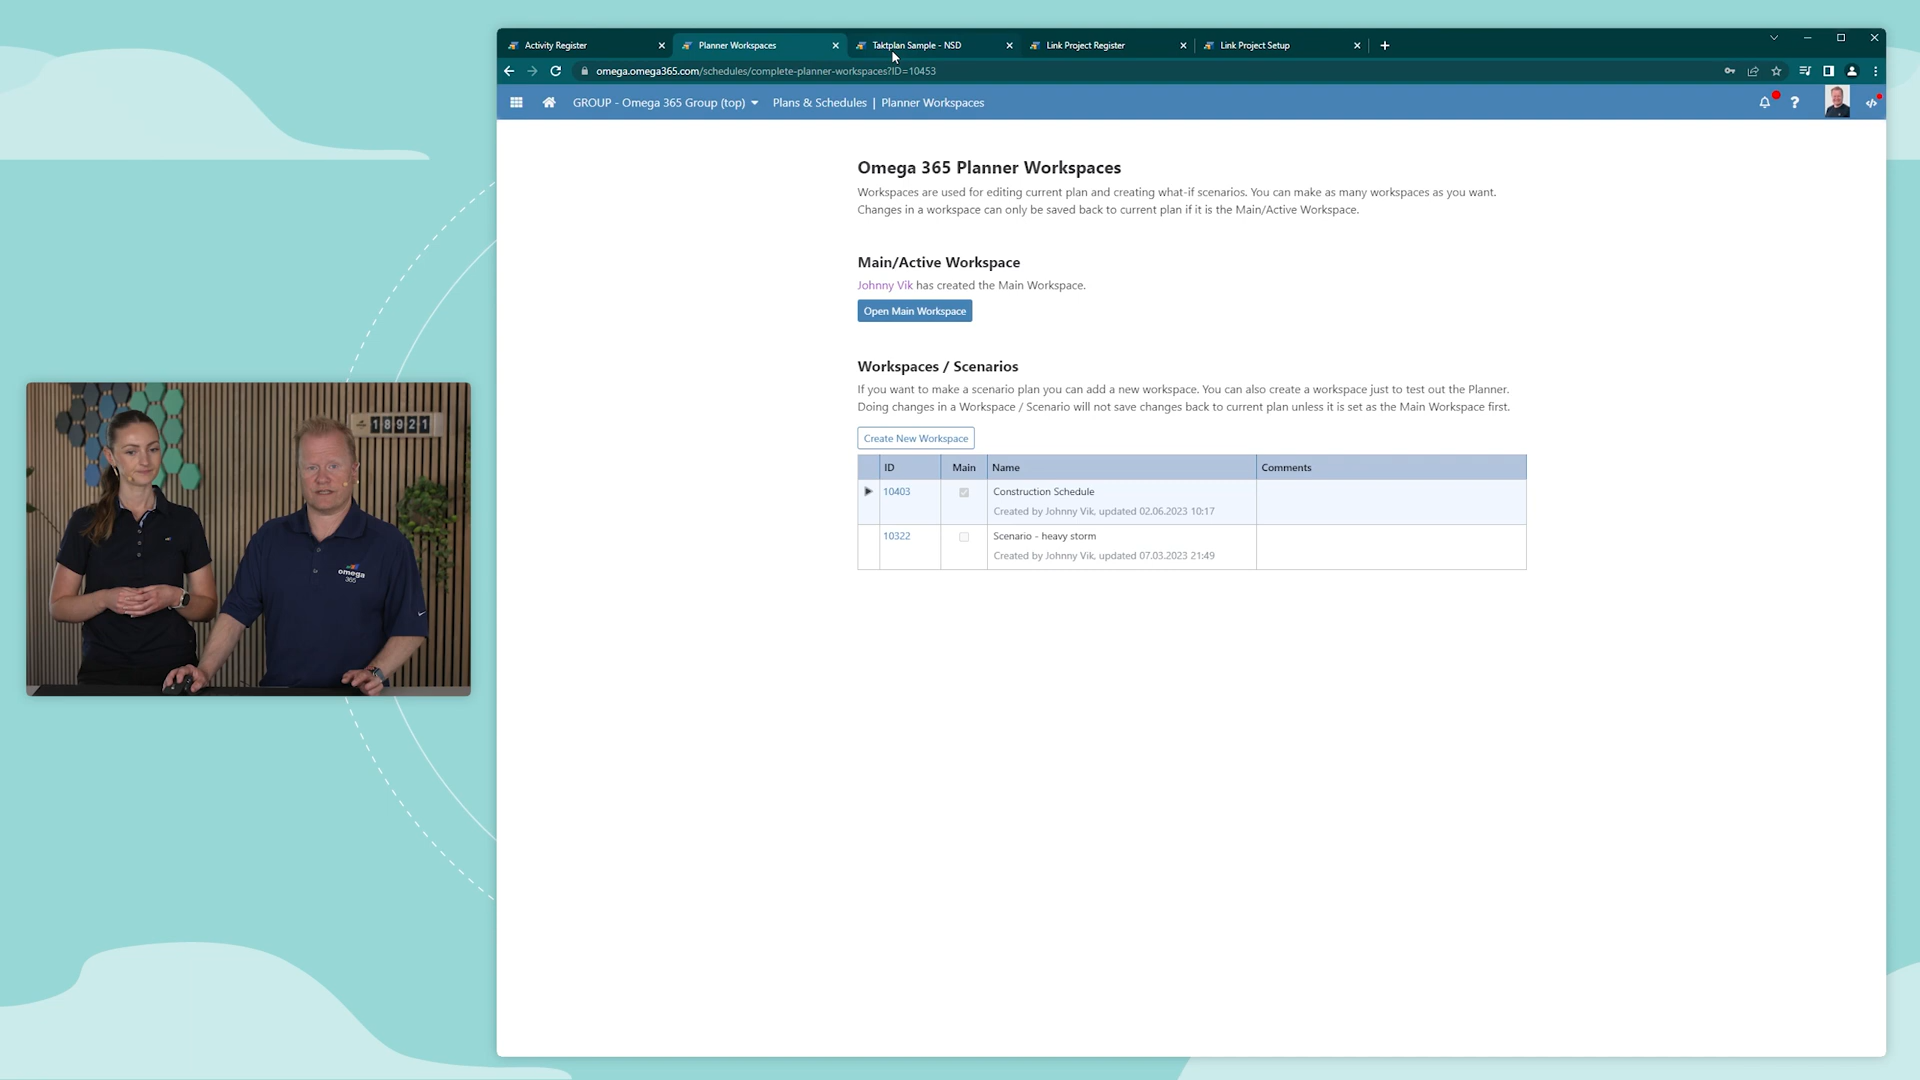 Activity Register
Planner Workspaces
Taktplan Sample - NSD
Link Project Register
Link Project Setup
omega.omega365.com/schedules/complete-planner-workspaces?ID=10453
GROUP - Omega 365 Group (top)
Plans & Schedules | Planner Workspaces
Omega 365 Planner Workspaces
Workspaces are used for editing current plan and creating what-if scenarios. You can make as many workspaces as you want.
Changes in a workspace can only be saved back to current plan if it is the Main/Active Workspace.
Main/Active Workspace
Johnny Vik has created the Main Workspace.
Open Main Workspace
Workspaces / Scenarios
If you want to make a scenario plan you can add a new workspace. You can also create a workspace just to test out the Planner.
Doing changes in a Workspace / Scenario will not save changes back to current plan unless it is set as the Main Workspace first.
Create New Workspace
ID Main Name Comments
10403 Construction Schedule
Created by Johnny Vik, updated 02.06.2023 10:17
10322 Scenario - heavy storm
Created by Johnny Vik, updated 07.03.2023 21:49
18921
omega
365